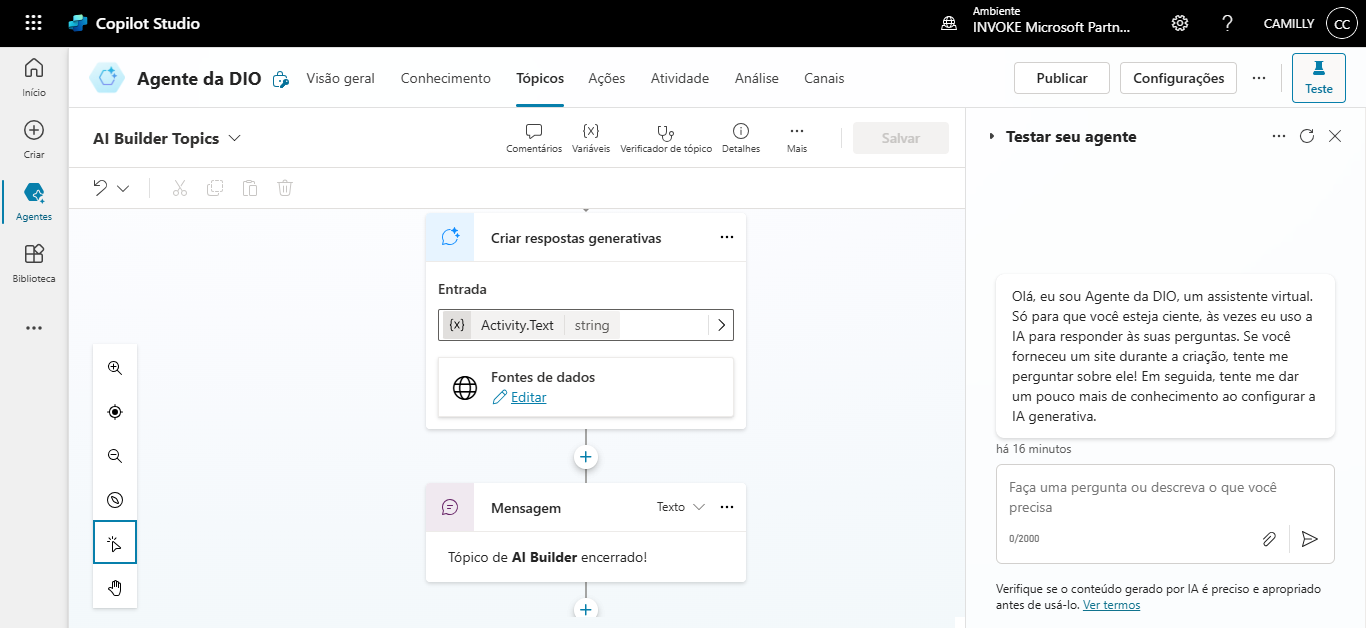 Copilot Studio
Ambiente
INVOKE Microsoft Partn...
?
CAMILLY
CC
Início
Criar
Agentes
Biblioteca
Agente da DIO
Visão geral
Conhecimento
Tópicos
Ações
Atividade
Análise
Canais
Publicar
Configurações
...
Teste
AI Builder Topics
Comentários
{x}
Variáveis
Verificador de tópico
Detalhes
Mais
Salvar
Criar respostas generativas
Entrada
{x} Activity.Text string
Fontes de dados
Editar
Mensagem
Texto
Tópico de AI Builder encerrado!
Testar seu agente
Olá, eu sou Agente da DIO, um assistente virtual.
Só para que você esteja ciente, às vezes eu uso a
IA para responder às suas perguntas. Se você
forneceu um site durante a criação, tente me
perguntar sobre ele! Em seguida, tente me dar
um pouco mais de conhecimento ao configurar a
IA generativa.
há 16 minutos
Faça uma pergunta ou descreva o que você
precisa
0/2000
Verifique se o conteúdo gerado por IA é preciso e apropriado
antes de usá-lo. Ver termos